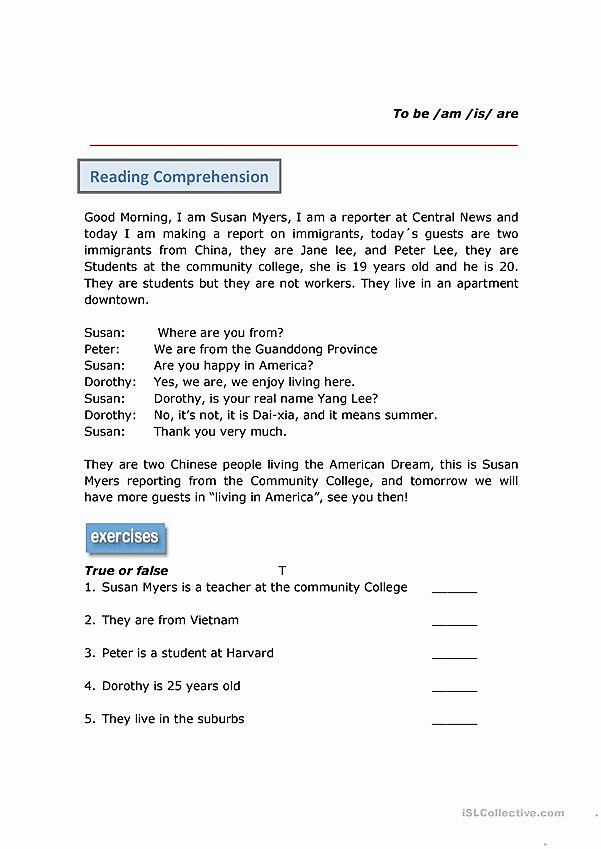 To be /am /is/ are
Reading Comprehension
Good Morning, I am Susan Myers, I am a reporter at Central News and
today I am making a report on immigrants, today´s guests are two
immigrants from China, they are Jane lee, and Peter Lee, they are
Students at the community college, she is 19 years old and he is 20.
They are students but they are not workers. They live in an apartment
downtown.
Susan: Where are you from?
Peter: We are from the Guanddong Province
Susan: Are you happy in America?
Dorothy: Yes, we are, we enjoy living here.
Susan: Dorothy, is your real name Yang Lee?
Dorothy: No, it's not, it is Dai-xia, and it means summer.
Susan: Thank you very much.
They are two Chinese people living the American Dream, this is Susan
Myers reporting from the Community College, and tomorrow we will
have more guests in "living in America", see you then!
exercises
True or false T
1. Susan Myers is a teacher at the community College ______
2. They are from Vietnam ______
3. Peter is a student at Harvard ______
4. Dorothy is 25 years old ______
5. They live in the suburbs ______
iSLCollective.com